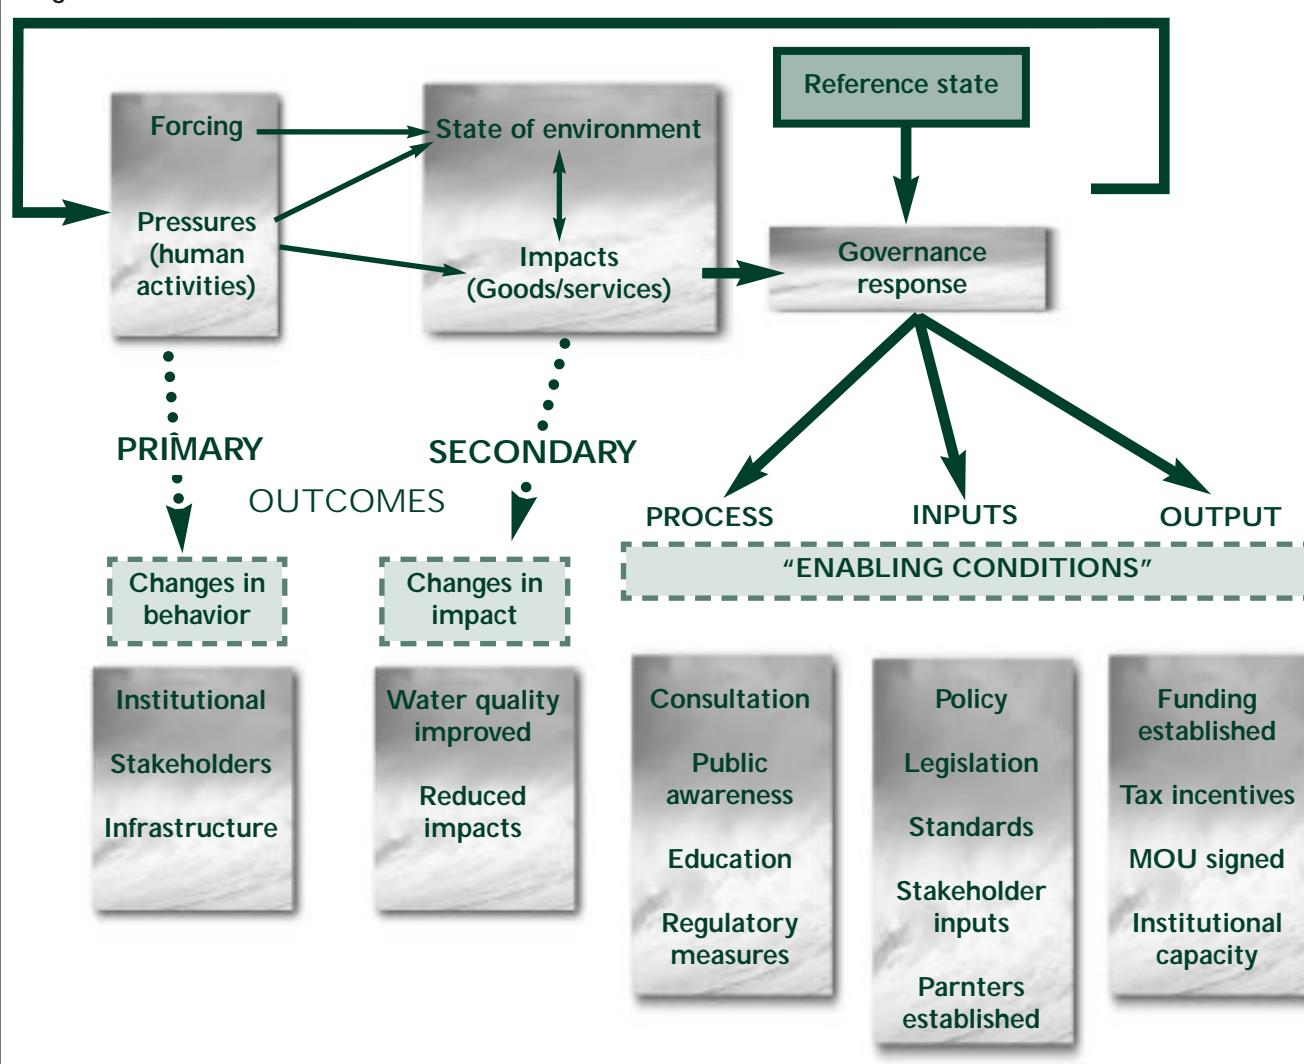 Reference state
Forcing
State of environment
Pressures
(human
activities)
Impacts
(Goods/services)
Governance
response
PRIMARY
SECONDARY
OUTCOMES
PROCESS
INPUTS
OUTPUT
“ENABLING CONDITIONS”
Changes in
behavior
Changes in
impact
Institutional
Stakeholders
Infrastructure
Water quality
improved
Reduced
impacts
Consultation
Public
awareness
Education
Regulatory
measures
Policy
Legislation
Standards
Stakeholder
inputs
Parnters
established
Funding
established
Tax incentives
MOU signed
Institutional
capacity